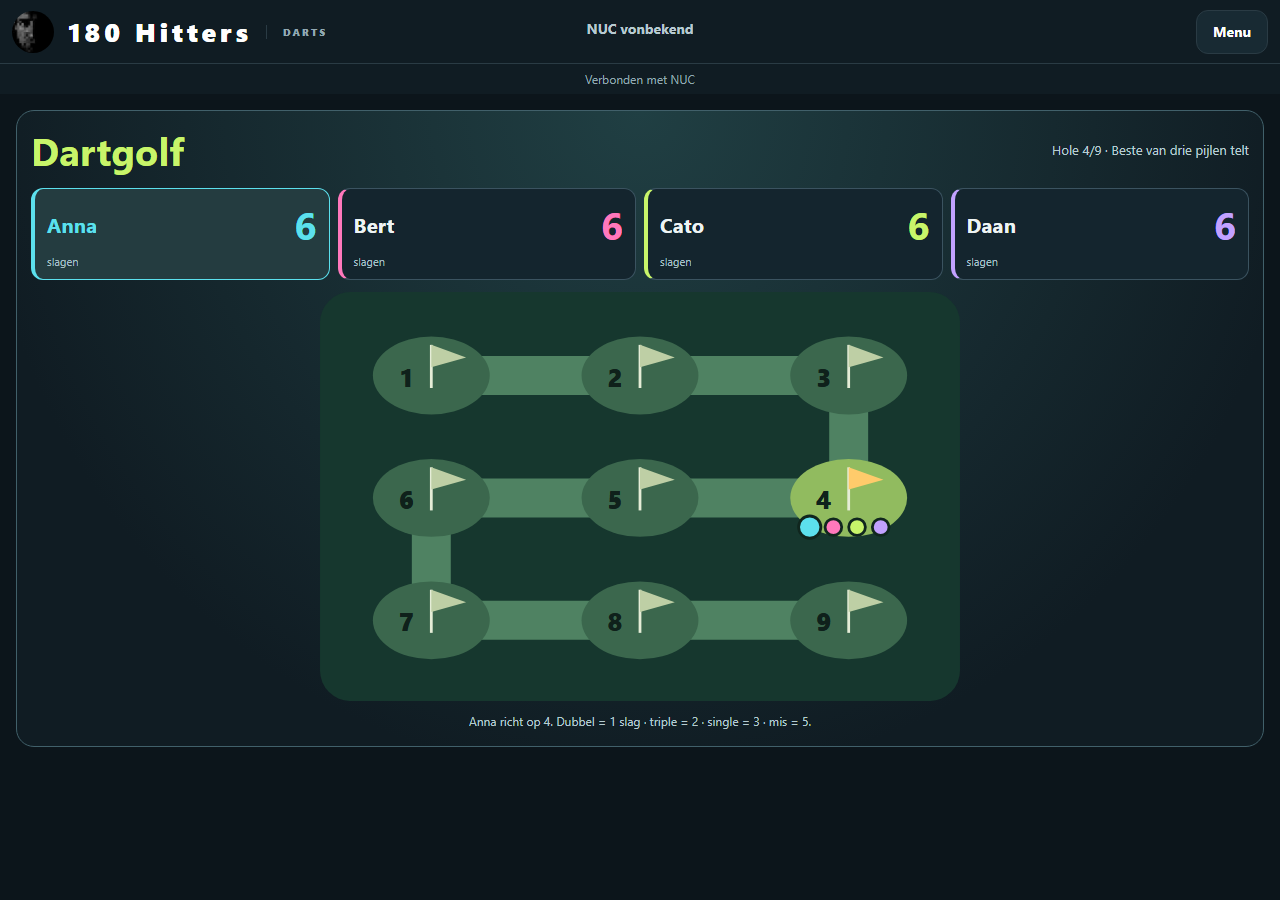 180 Hitters
DARTS
NUC vonbekend
Menu
Verbonden met NUC
Dartgolf
Hole 4/9 · Beste van drie pijlen telt
Anna 6
slagen
Bert 6
slagen
Cato 6
slagen
Daan 6
slagen
1 2 3
6 5 4
7 8 9
Anna richt op 4. Dubbel = 1 slag · triple = 2 · single = 3 · mis = 5.